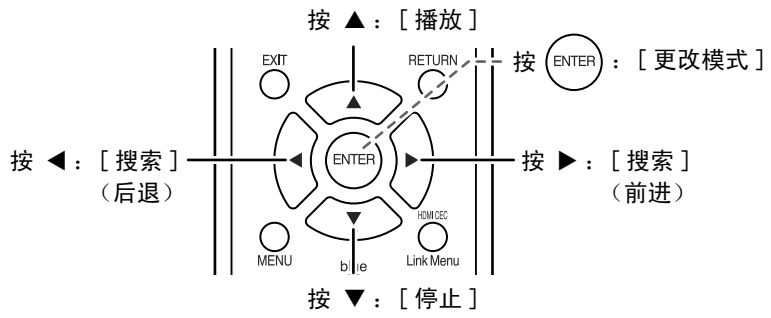 按 ▲：[ 播放 ]
EXIT
RETURN
按 ENTER ：[ 更改模式 ]
按 ◀：[ 搜索 ]
（后退）
ENTER
按 ▶：[ 搜索 ]
（前进）
MENU
blue
HDMI CEC
Link Menu
按 ▼：[ 停止 ]